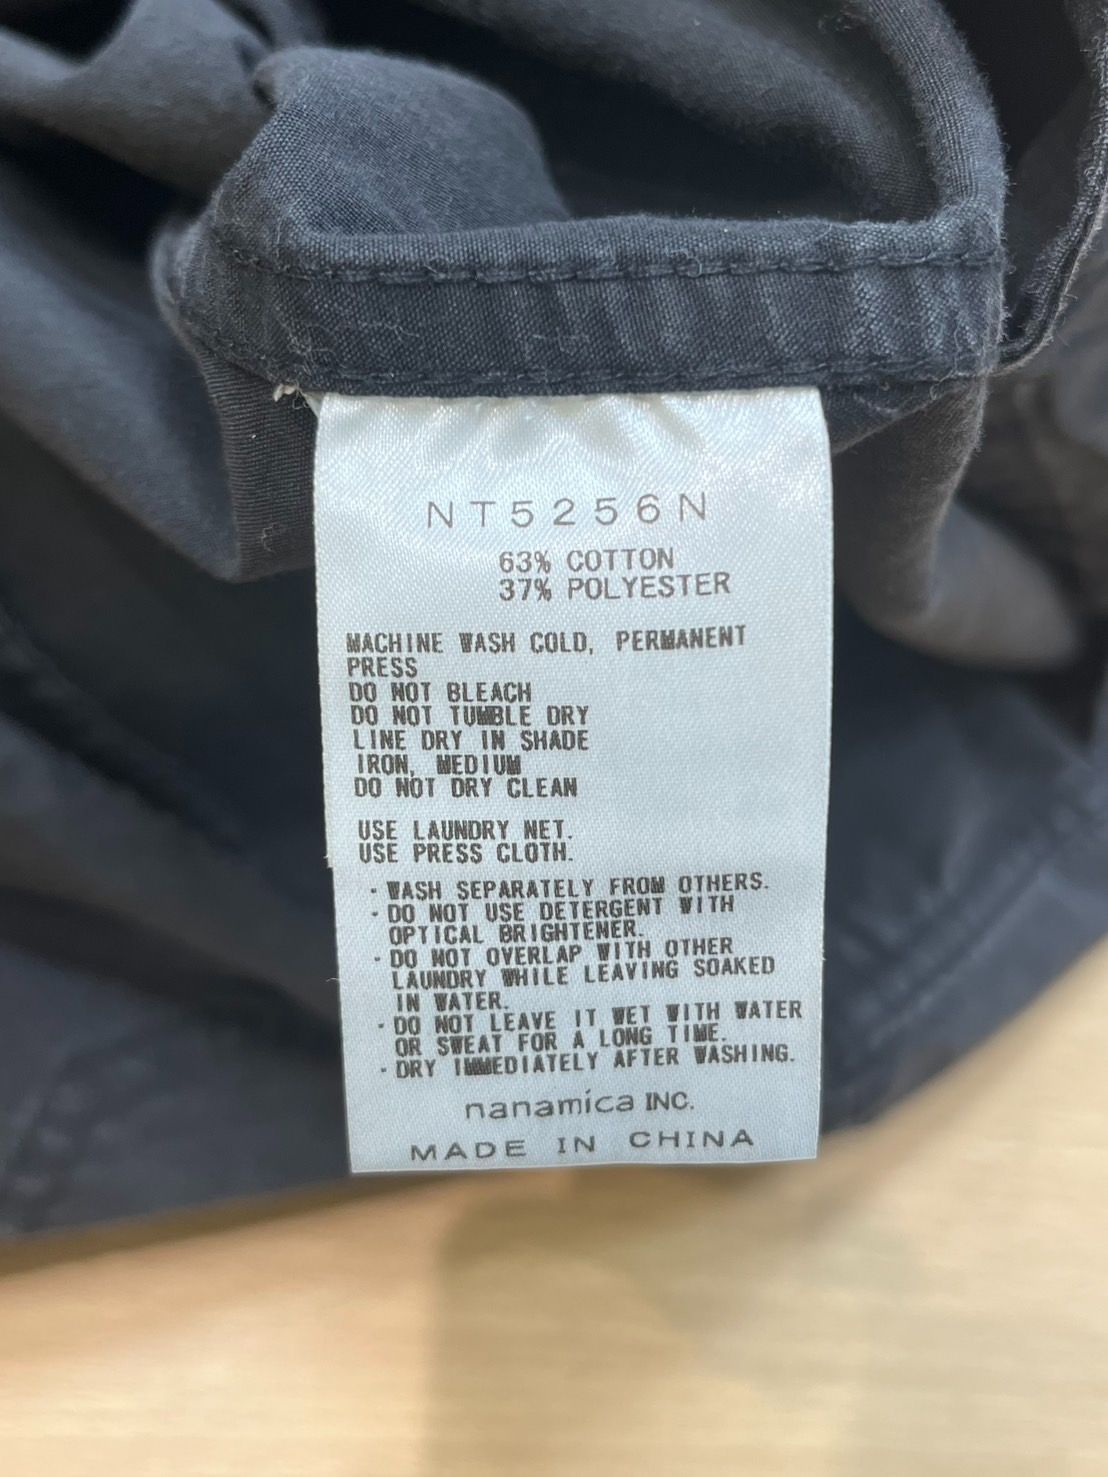 NT5256N
63% COTTON
37% POLYESTER
MACHINE WASH COLD, PERMANENT
PRESS
DO NOT BLEACH
DO NOT TUMBLE DRY
LINE DRY IN SHADE
IRON, MEDIUM
DO NOT DRY CLEAN
USE LAUNDRY NET.
USE PRESS CLOTH.
・WASH SEPARATELY FROM OTHERS.
・DO NOT USE DETERGENT WITH
OPTICAL BRIGHTENER.
・DO NOT OVERLAP WITH OTHER
LAUNDRY WHILE LEAVING SOAKED
IN WATER.
・DO NOT LEAVE IT WET WITH WATER
OR SWEAT FOR A LONG TIME.
・DRY IMMEDIATELY AFTER WASHING.
nanamica INC.
MADE IN CHINA